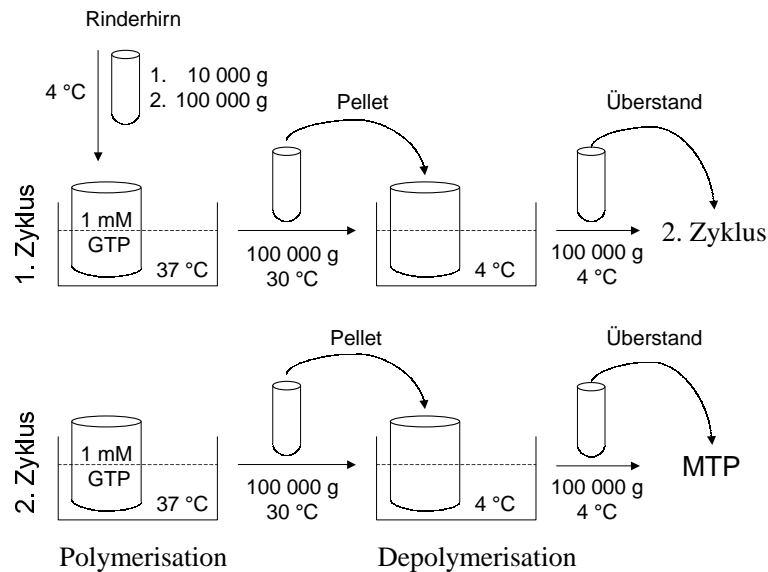 Rinderhirn
4 °C
1. 10 000 g
2. 100 000 g
Pellet
Überstand
1. Zyklus
1 mM
GTP
37 °C
100 000 g
30 °C
4 °C
100 000 g
4 °C
2. Zyklus
Pellet
Überstand
2. Zyklus
1 mM
GTP
37 °C
100 000 g
30 °C
4 °C
100 000 g
4 °C
MTP
Polymerisation
Depolymerisation